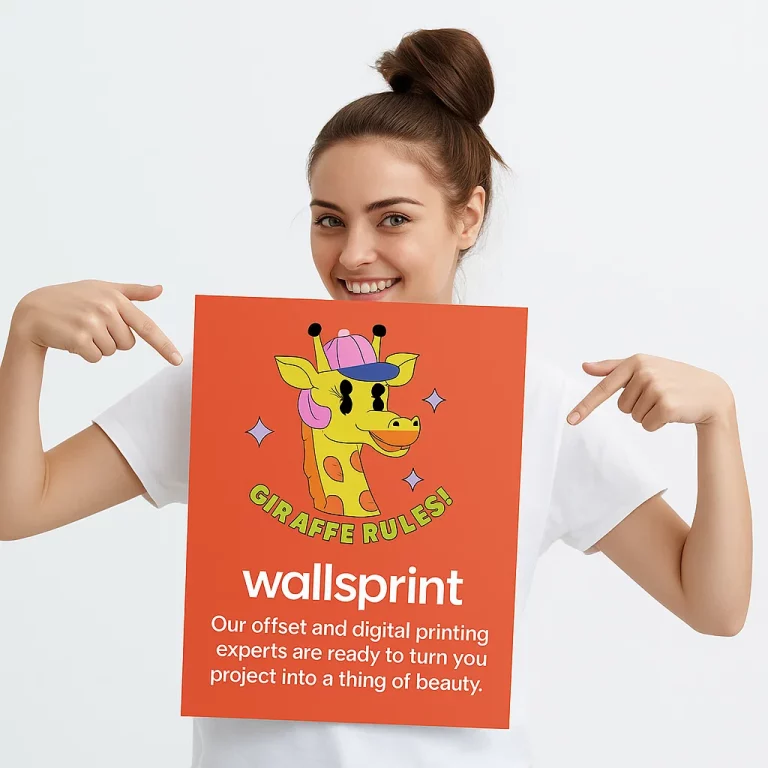 GIRAFFE RULES!
wallsprint
Our offset and digital printing
experts are ready to turn you
project into a thing of beauty.